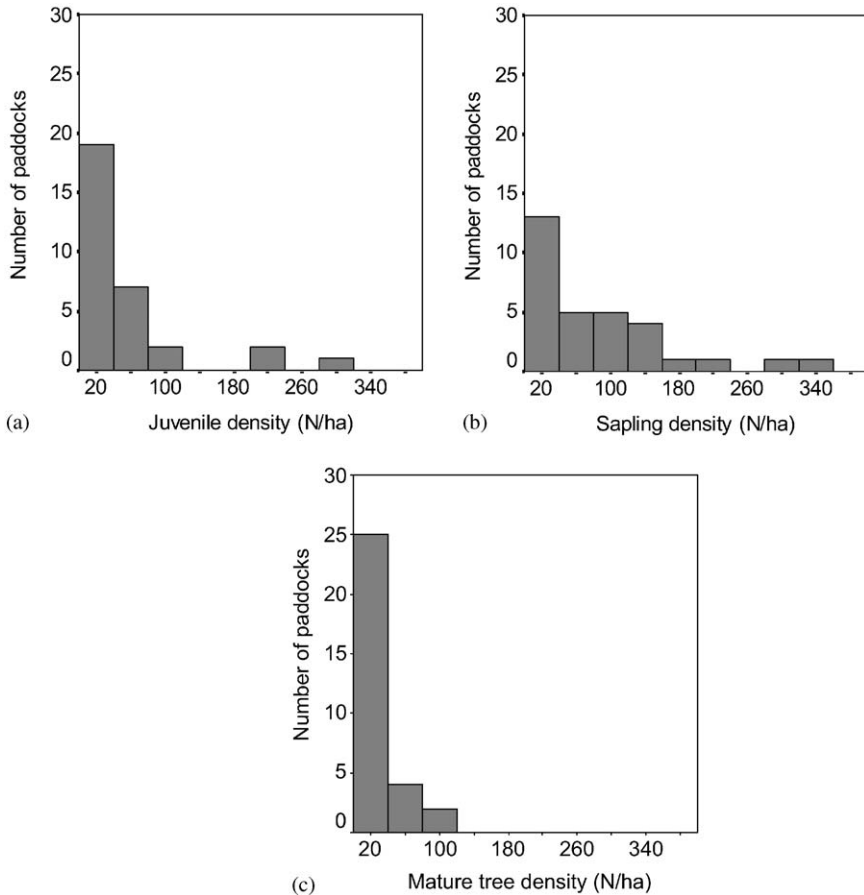 30
25
20
15
10
5
0
Number of paddocks
20 100 180 260 340
Juvenile density (N/ha)
(a)
30
25
20
15
10
5
0
Number of paddocks
20 100 180 260 340
Sapling density (N/ha)
(b)
30
25
20
15
10
5
0
Number of paddocks
20 100 180 260 340
Mature tree density (N/ha)
(c)